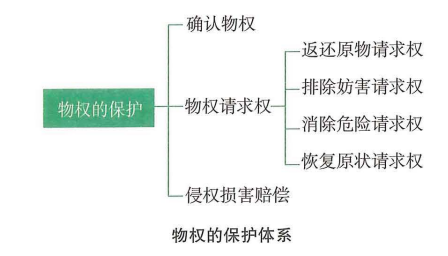 确认物权
返还原物请求权
排除妨害请求权
物权的保护
物权请求权
消除危险请求权
恢复原状请求权
侵权损害赔偿
物权的保护体系